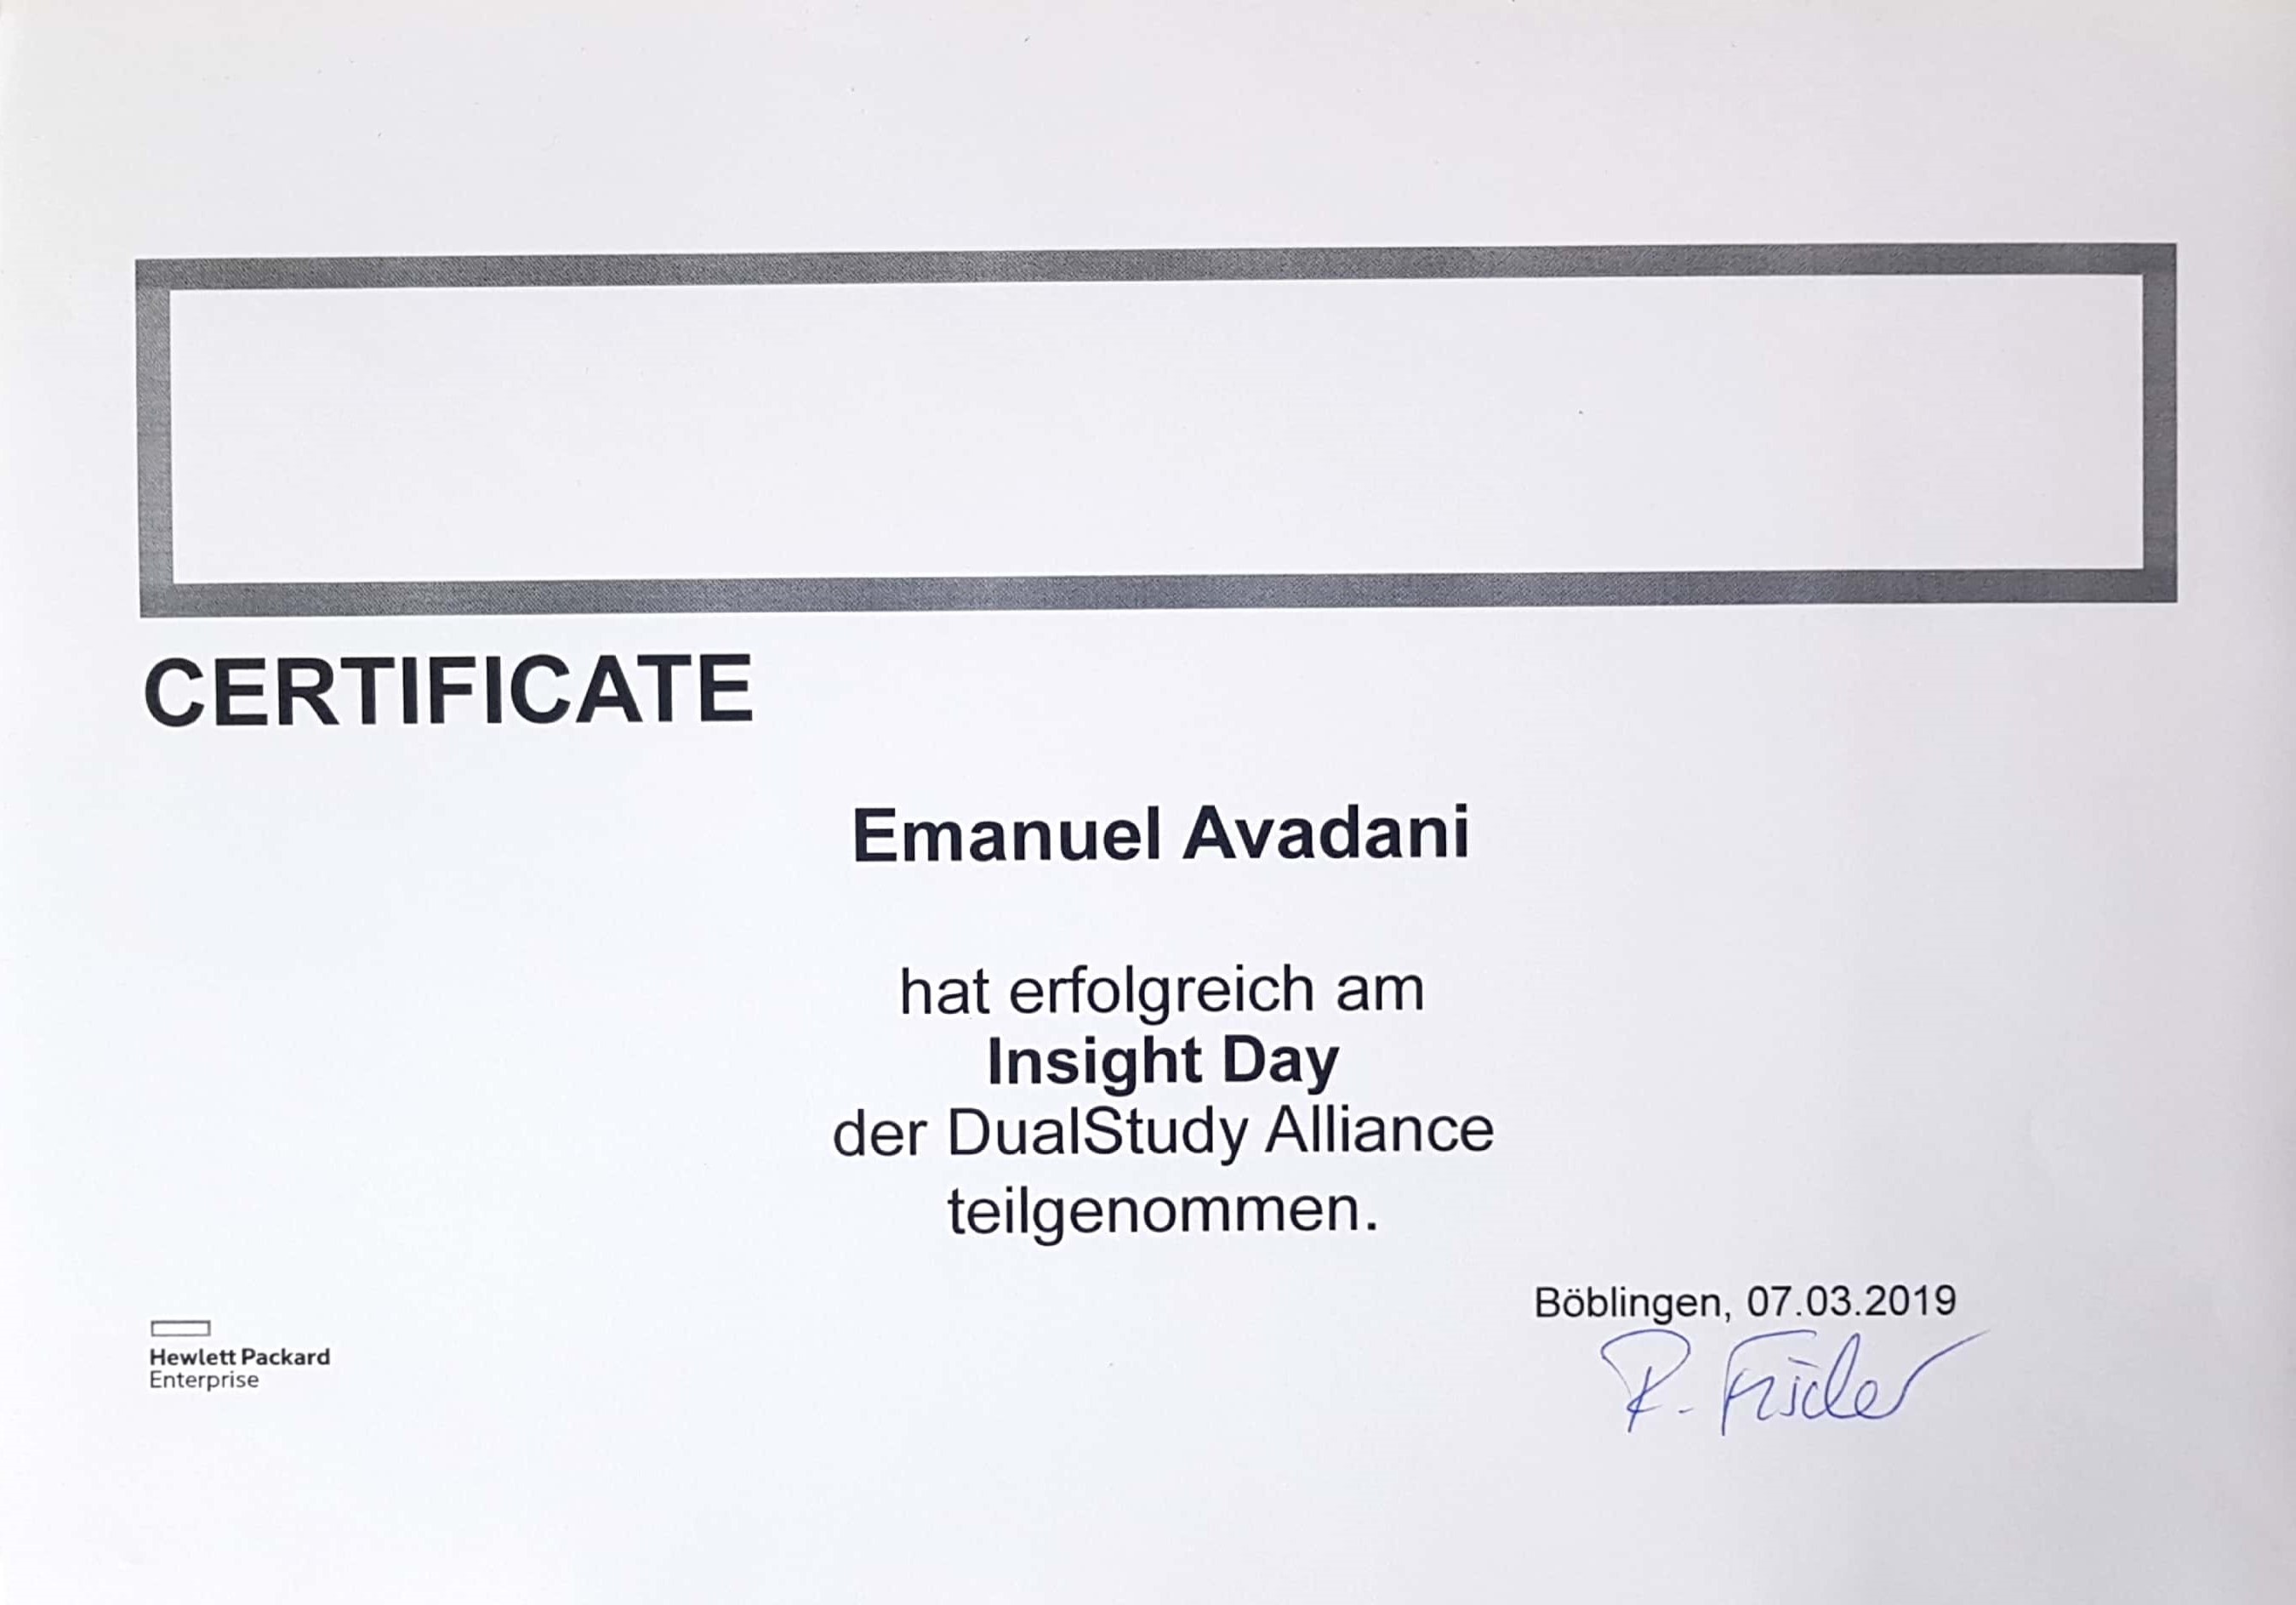 CERTIFICATE
Emanuel Avadani
hat erfolgreich am
Insight Day
der DualStudy Alliance
teilgenommen.
Böblingen, 07.03.2019
Hewlett Packard
Enterprise
R.